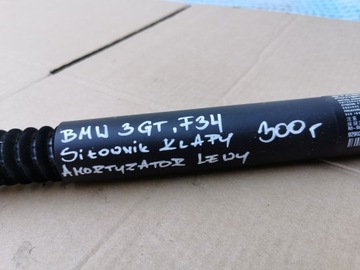 BMW 3GT, F34
SIŁOWNIK KLAPY 300 r
AMORTYZATOR LEWY